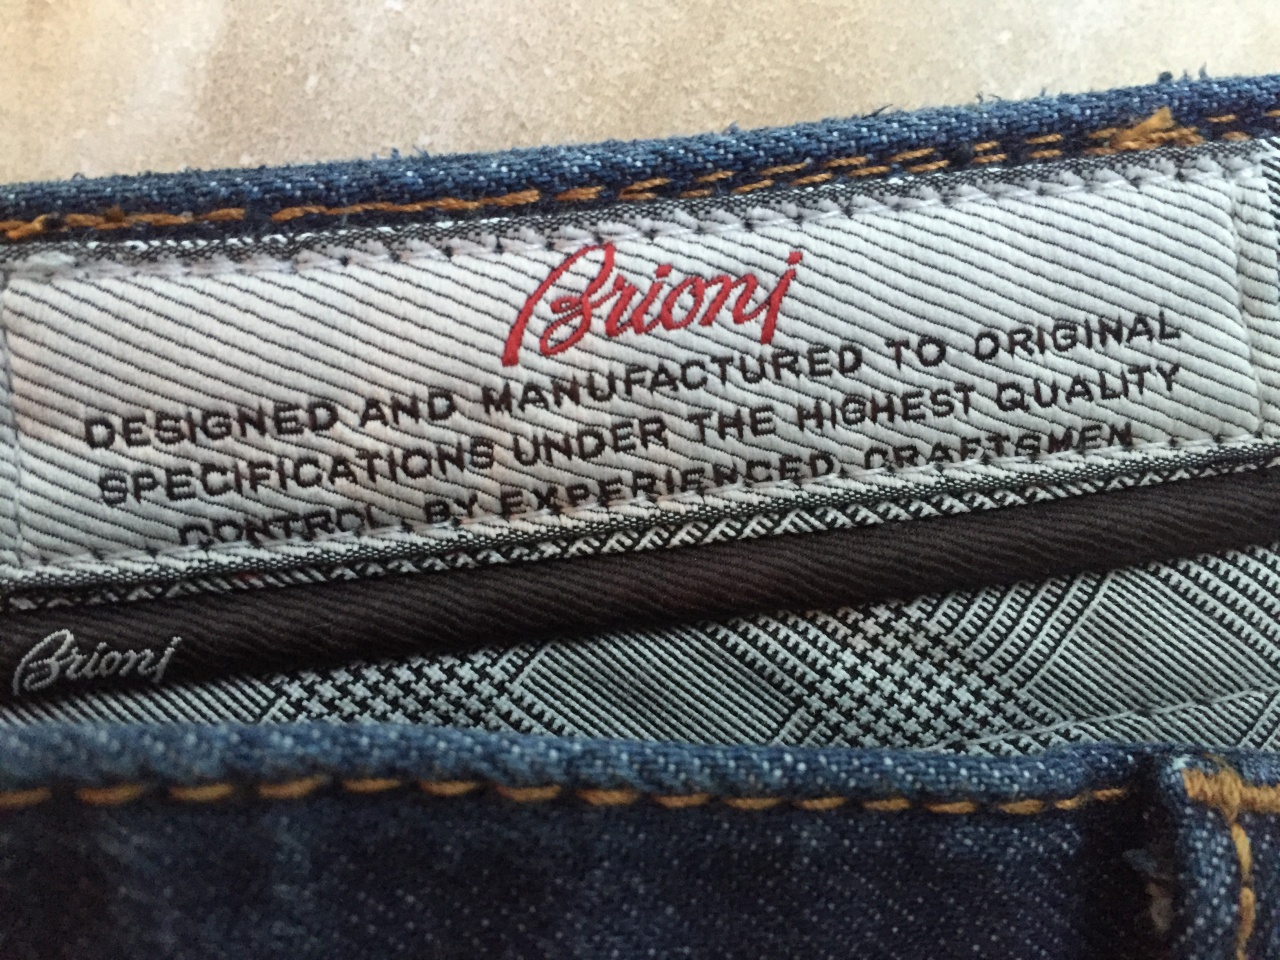 Brioni
DESIGNED AND MANUFACTURED TO ORIGINAL
SPECIFICATIONS UNDER THE HIGHEST QUALITY
CONTROL BY EXPERIENCED CRAFTSMEN
Brioni